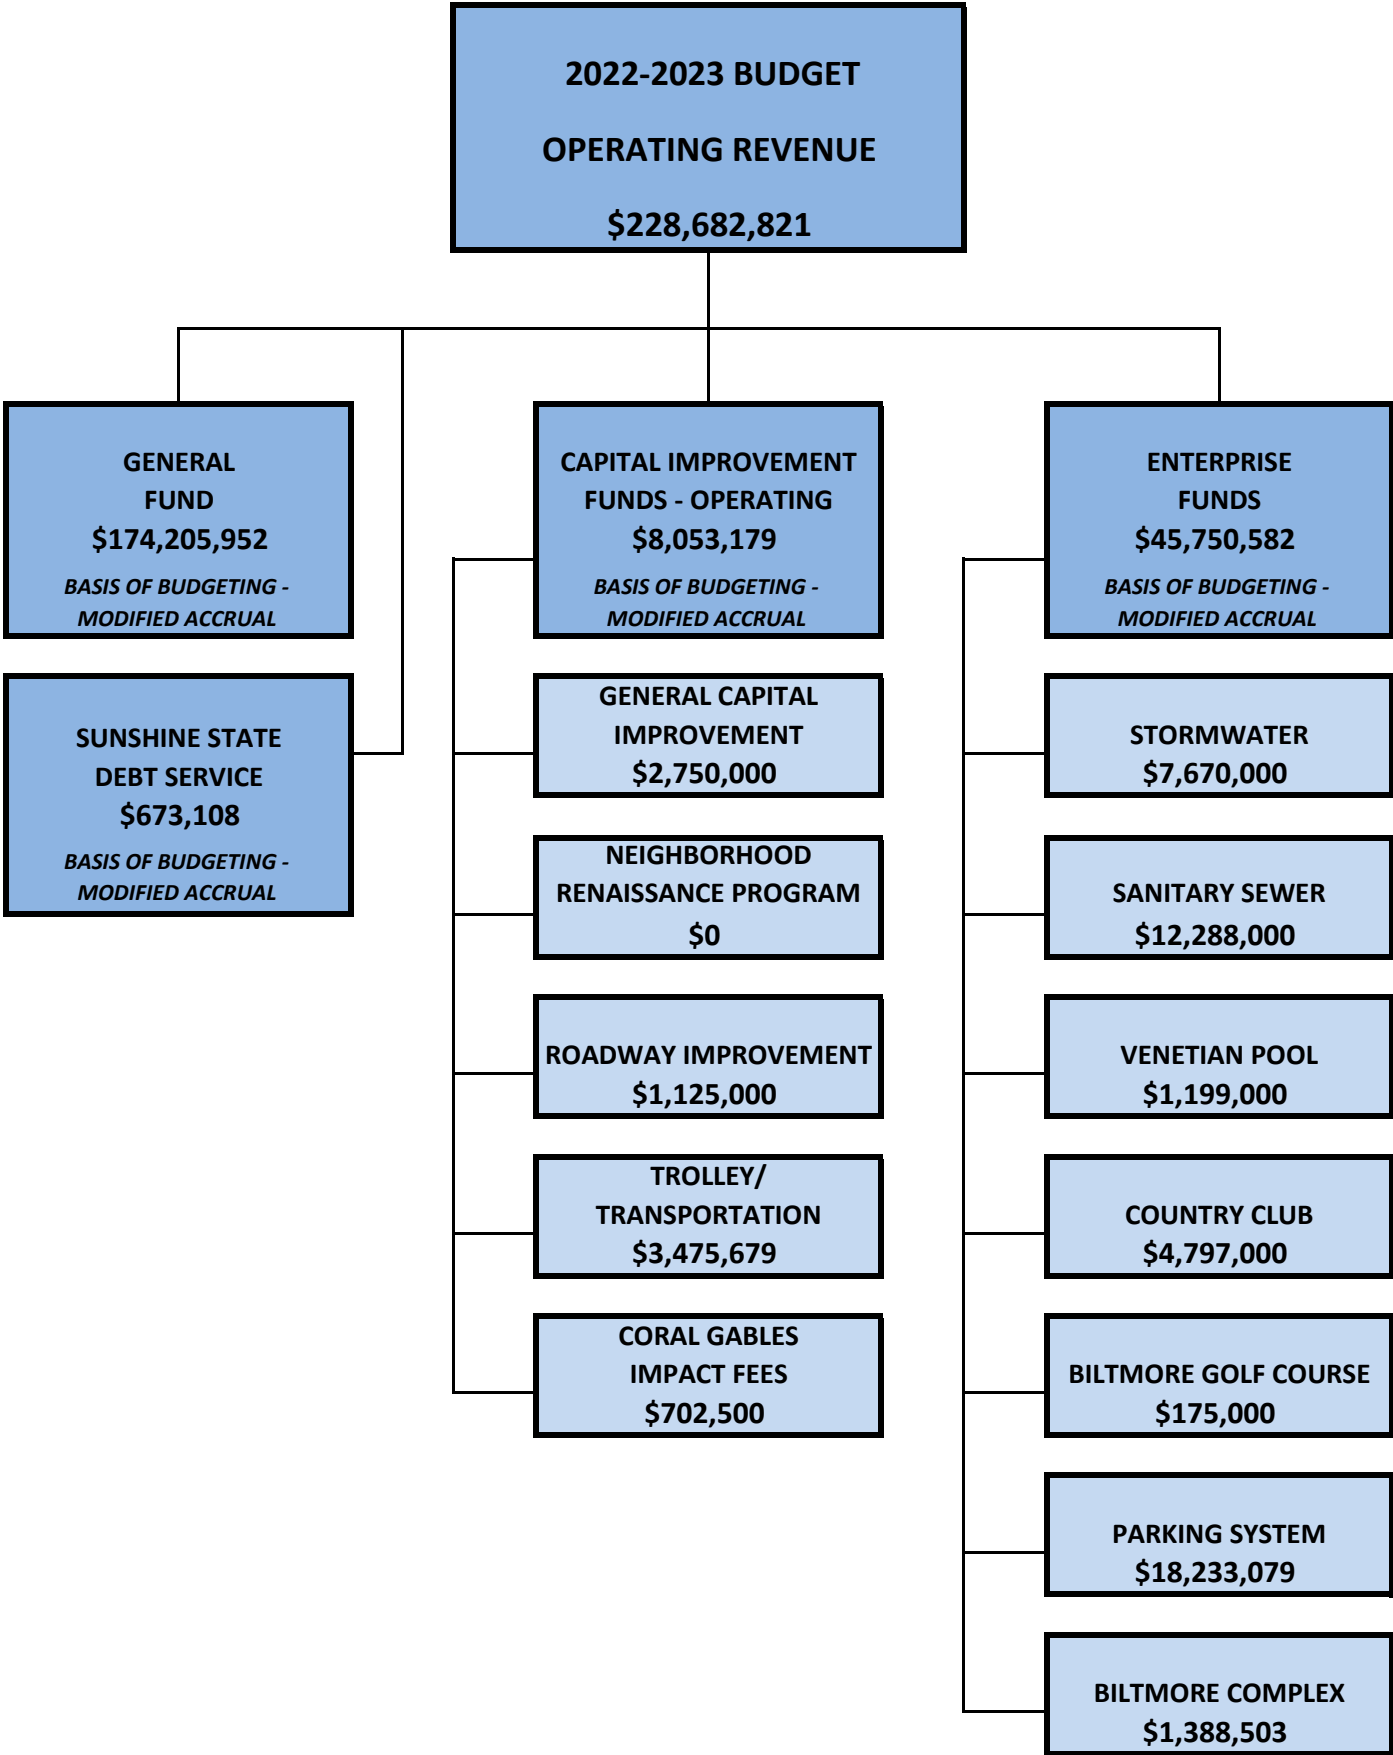 2022-2023 BUDGET
OPERATING REVENUE
$228,682,821
GENERAL
FUND
$174,205,952
BASIS OF BUDGETING -
MODIFIED ACCRUAL
SUNSHINE STATE
DEBT SERVICE
$673,108
BASIS OF BUDGETING -
MODIFIED ACCRUAL
CAPITAL IMPROVEMENT
FUNDS - OPERATING
$8,053,179
BASIS OF BUDGETING -
MODIFIED ACCRUAL
GENERAL CAPITAL
IMPROVEMENT
$2,750,000
NEIGHBORHOOD
RENAISSANCE PROGRAM
$0
ROADWAY IMPROVEMENT
$1,125,000
TROLLEY/
TRANSPORTATION
$3,475,679
CORAL GABLES
IMPACT FEES
$702,500
ENTERPRISE
FUNDS
$45,750,582
BASIS OF BUDGETING -
MODIFIED ACCRUAL
STORMWATER
$7,670,000
SANITARY SEWER
$12,288,000
VENETIAN POOL
$1,199,000
COUNTRY CLUB
$4,797,000
BILTMORE GOLF COURSE
$175,000
PARKING SYSTEM
$18,233,079
BILTMORE COMPLEX
$1,388,503